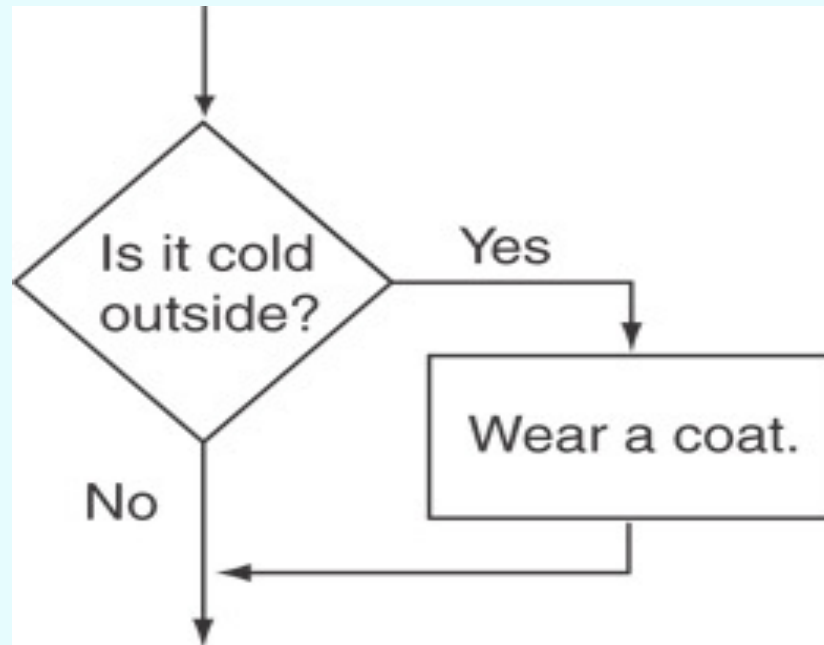 Is it cold
outside?
Yes
Wear a coat.
No